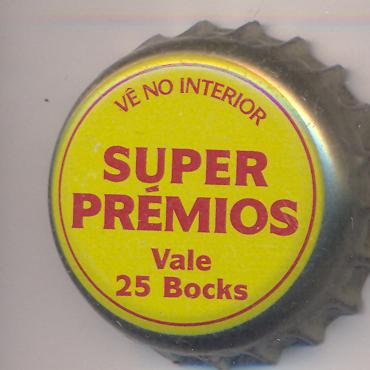 VÊ NO INTERIOR
SUPER
PRÉMIOS
Vale
25 Bocks